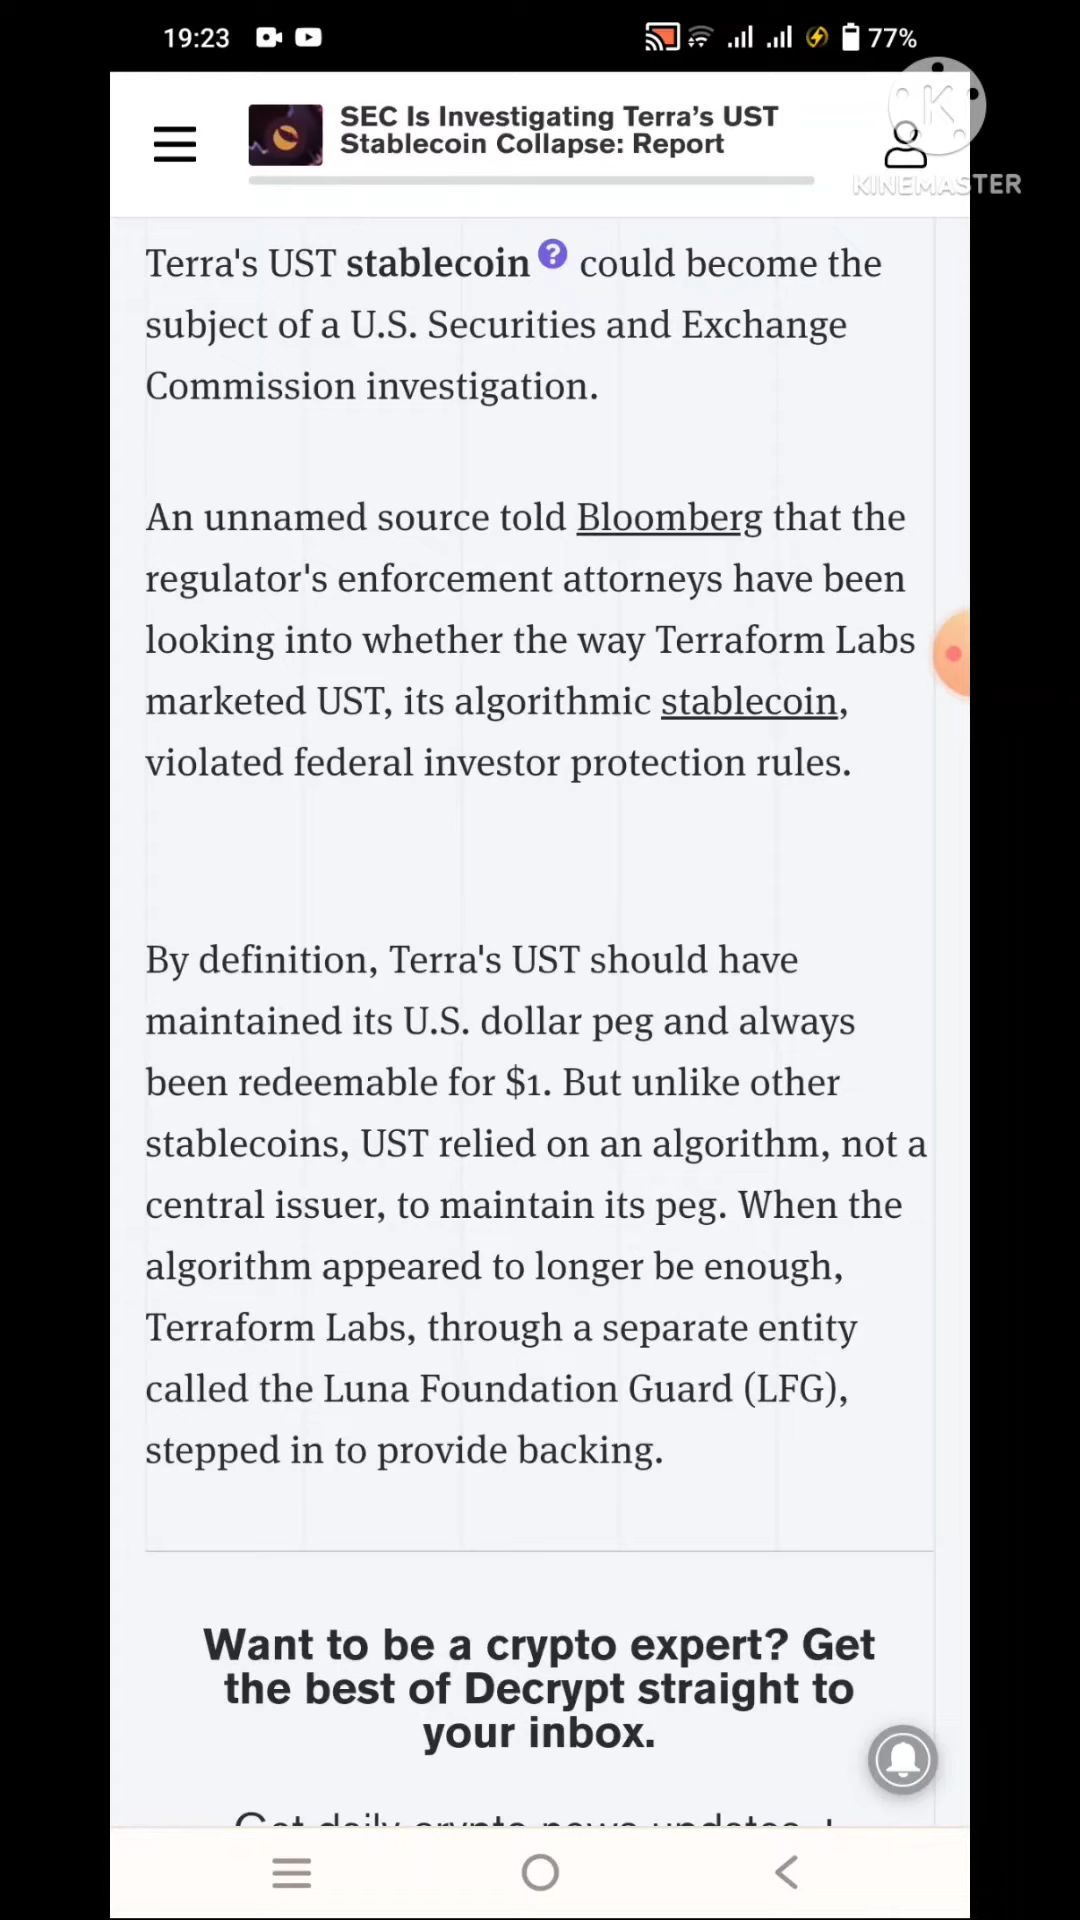 19:23
77%
SEC Is Investigating Terra's UST
Stablecoin Collapse: Report
KINEMASTER
Terra's UST stablecoin ? could become the
subject of a U.S. Securities and Exchange
Commission investigation.
An unnamed source told Bloomberg that the
regulator's enforcement attorneys have been
looking into whether the way Terraform Labs
marketed UST, its algorithmic stablecoin,
violated federal investor protection rules.
By definition, Terra's UST should have
maintained its U.S. dollar peg and always
been redeemable for $1. But unlike other
stablecoins, UST relied on an algorithm, not a
central issuer, to maintain its peg. When the
algorithm appeared to longer be enough,
Terraform Labs, through a separate entity
called the Luna Foundation Guard (LFG),
stepped in to provide backing.
Want to be a crypto expert? Get
the best of Decrypt straight to
your inbox.
Get daily crypto news updates